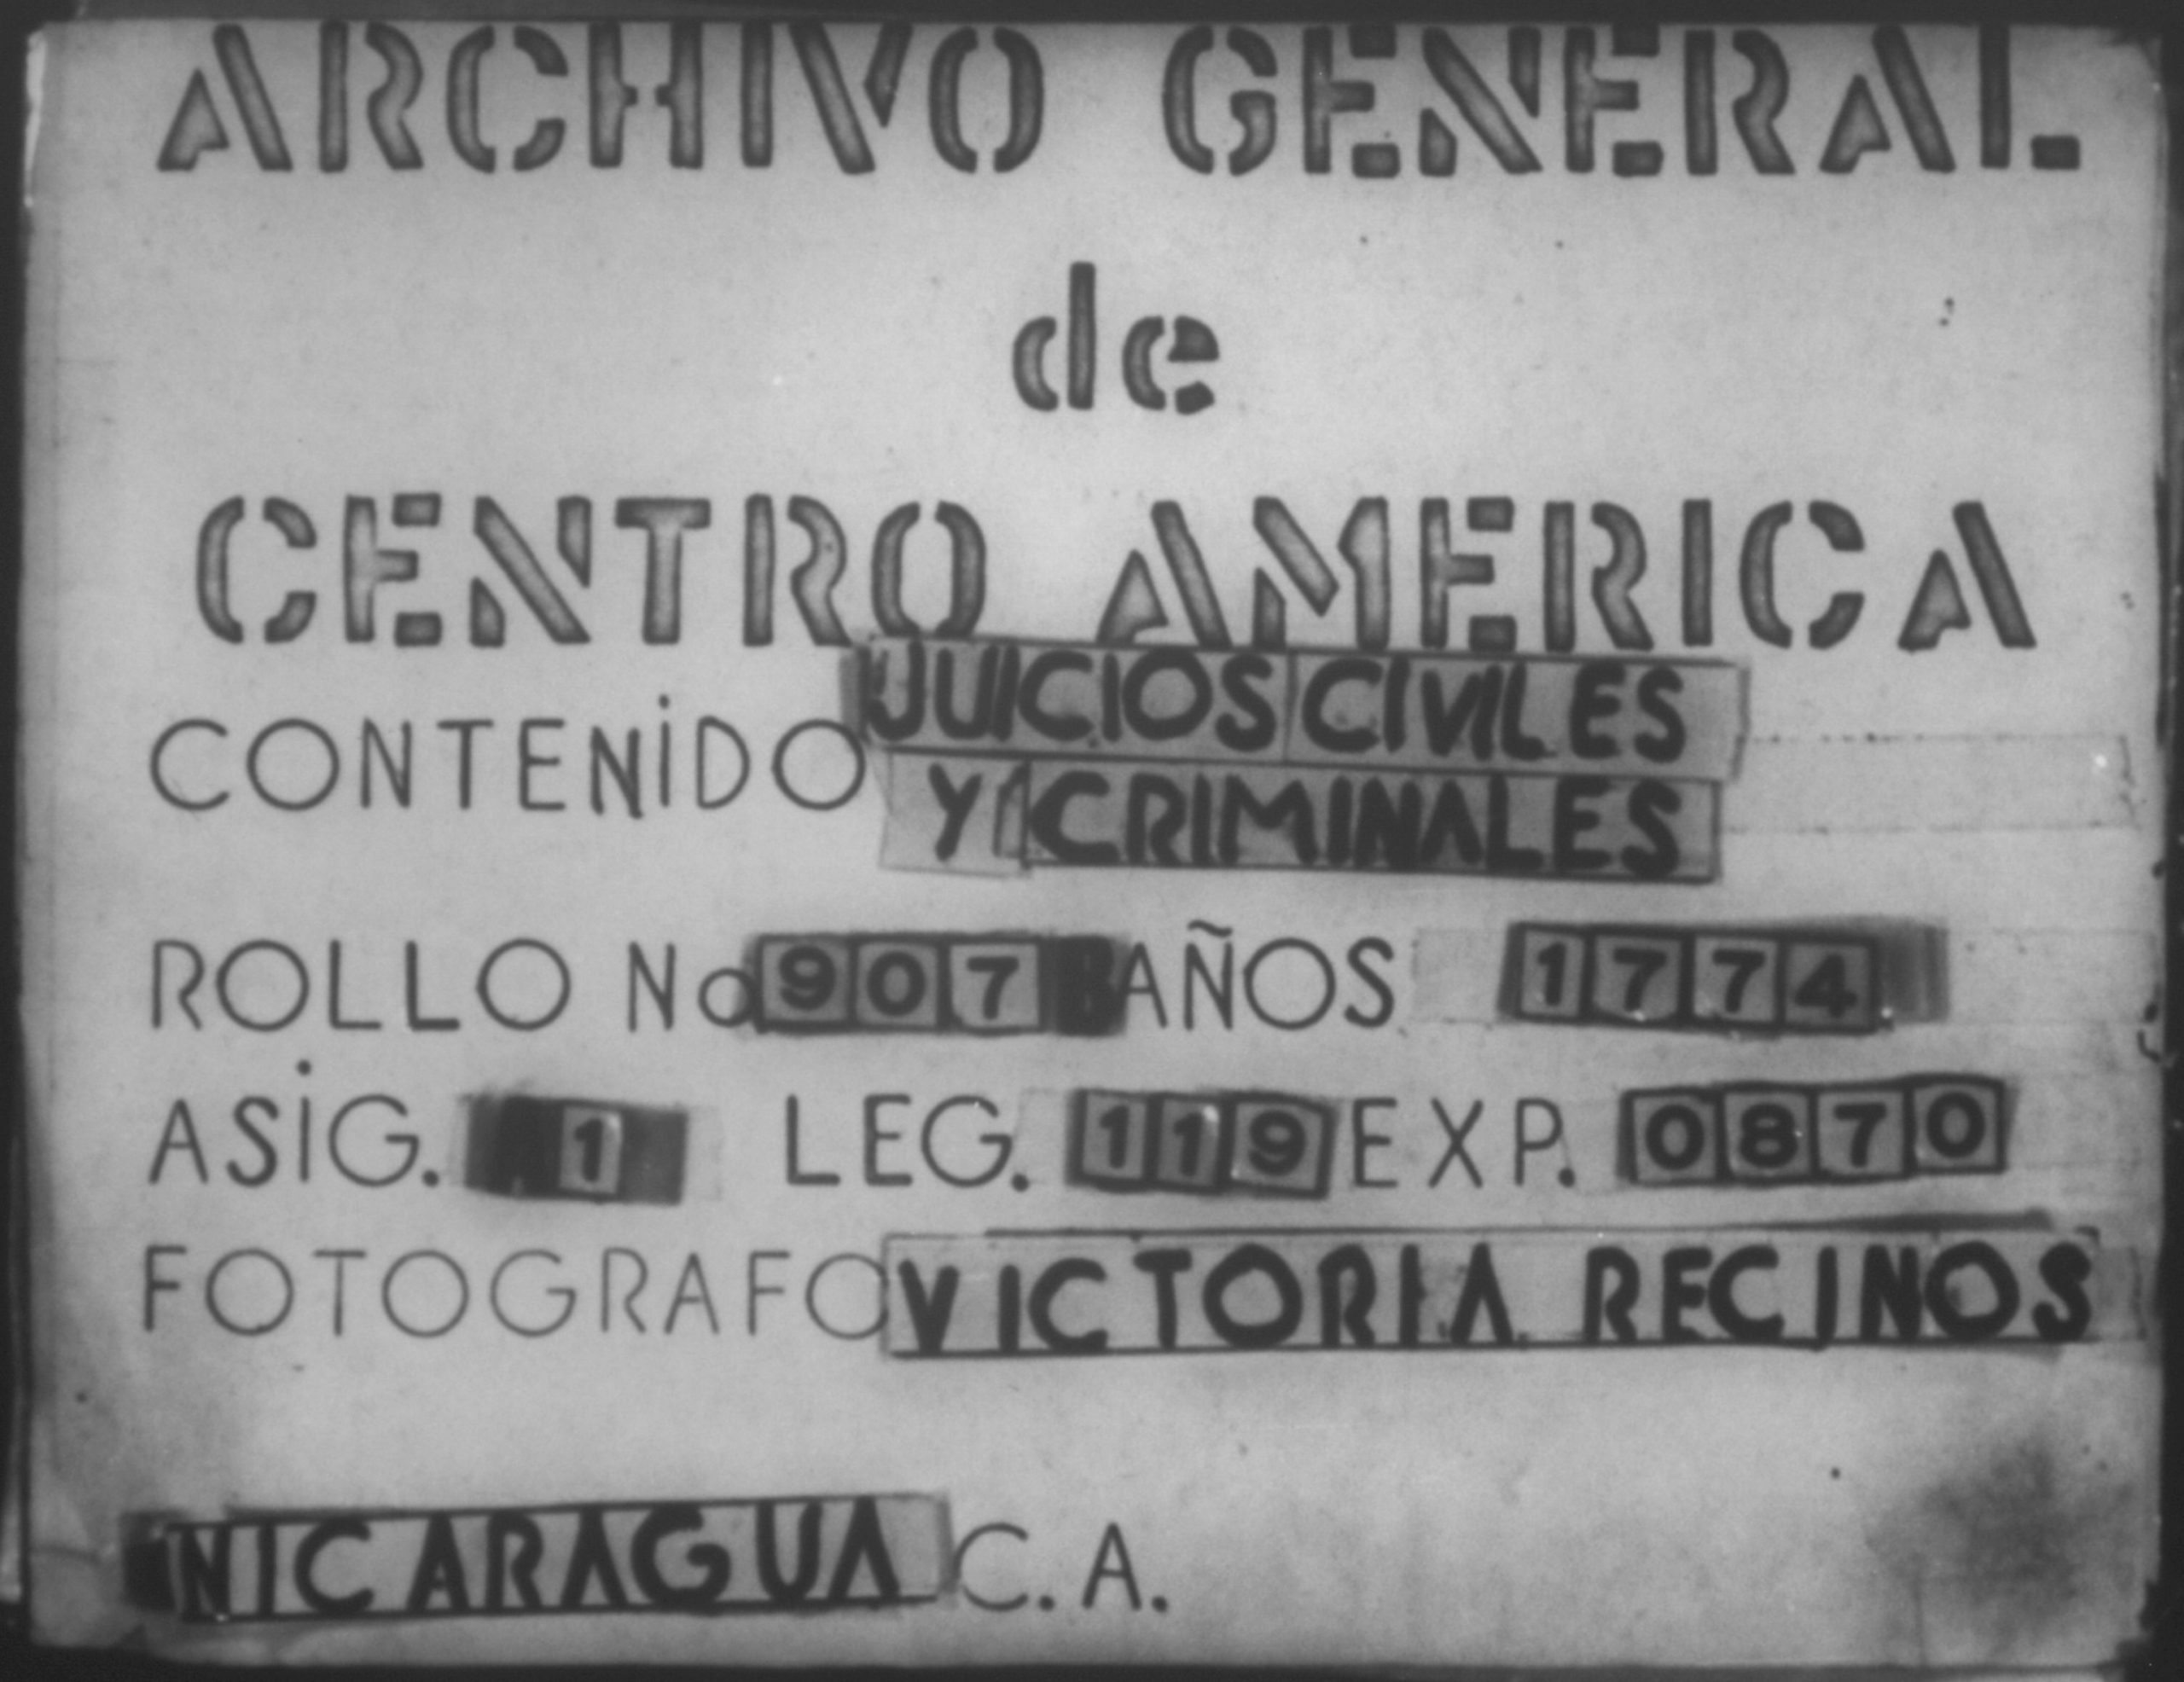 ARCHIVO GENERAL
de
CENTRO AMERICA
CONTENIDO JUICIOS CIVILES
Y CRIMINALES
ROLLO No 907 AÑOS 1774
ASIG. 1 LEG. 119 EXP. 0870
FOTOGRAFO VICTORIA RECINOS
NICARAGUA C.A.